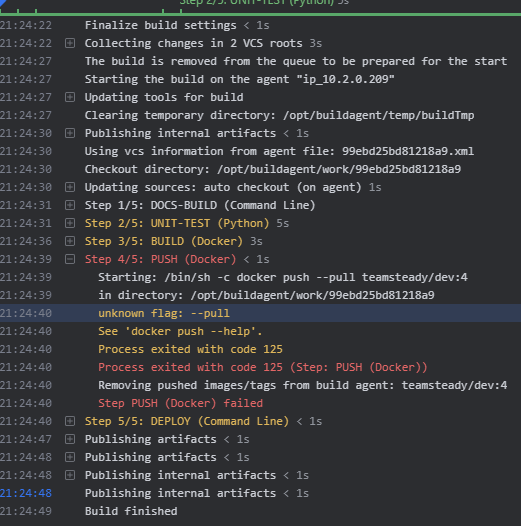 Step 2/5: UNIT-TEST (Python) 5s
21:24:22 Finalize build settings < 1s
21:24:22 Collecting changes in 2 VCS roots 3s
21:24:27 The build is removed from the queue to be prepared for the start
21:24:27 Starting the build on the agent "ip_10.2.0.209"
21:24:27 Updating tools for build
21:24:27 Clearing temporary directory: /opt/buildagent/temp/buildTmp
21:24:30 Publishing internal artifacts < 1s
21:24:30 Using vcs information from agent file: 99ebd25bd81218a9.xml
21:24:30 Checkout directory: /opt/buildagent/work/99ebd25bd81218a9
21:24:30 Updating sources: auto checkout (on agent) 1s
21:24:31 Step 1/5: DOCS-BUILD (Command Line)
21:24:31 Step 2/5: UNIT-TEST (Python) 5s
21:24:36 Step 3/5: BUILD (Docker) 3s
21:24:39 Step 4/5: PUSH (Docker) < 1s
21:24:39 Starting: /bin/sh -c docker push --pull teamsteady/dev:4
21:24:39 in directory: /opt/buildagent/work/99ebd25bd81218a9
21:24:40 unknown flag: --pull
21:24:40 See 'docker push --help'.
21:24:40 Process exited with code 125
21:24:40 Process exited with code 125 (Step: PUSH (Docker))
21:24:40 Removing pushed images/tags from build agent: teamsteady/dev:4
21:24:40 Step PUSH (Docker) failed
21:24:40 Step 5/5: DEPLOY (Command Line) < 1s
21:24:47 Publishing artifacts < 1s
21:24:48 Publishing artifacts < 1s
21:24:48 Publishing internal artifacts < 1s
21:24:48 Publishing internal artifacts < 1s
21:24:49 Build finished